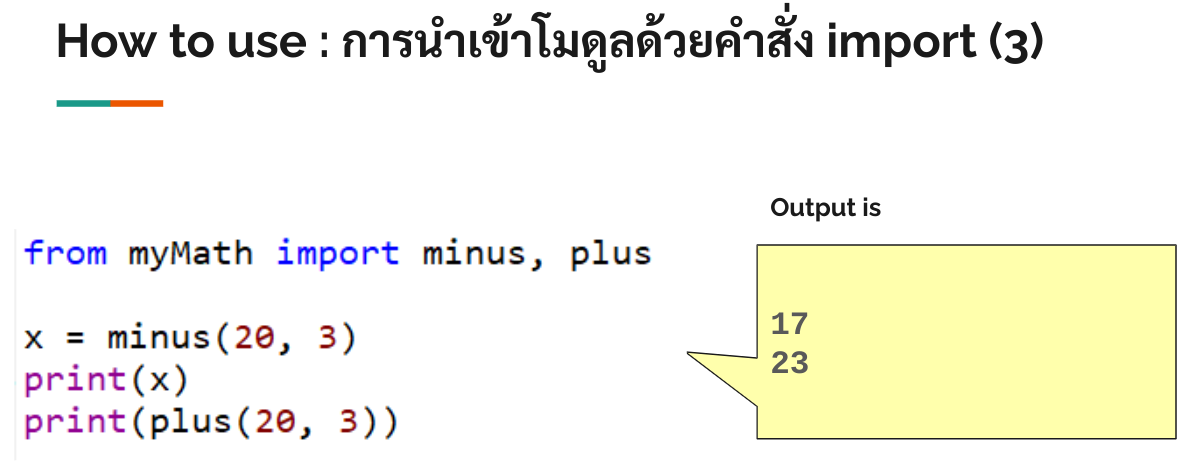 How to use : การนำเข้าโมดูลด้วยคำสั่ง import (3)
from myMath import minus, plus
x = minus(20, 3)
print(x)
print(plus(20, 3))
Output is
17
23